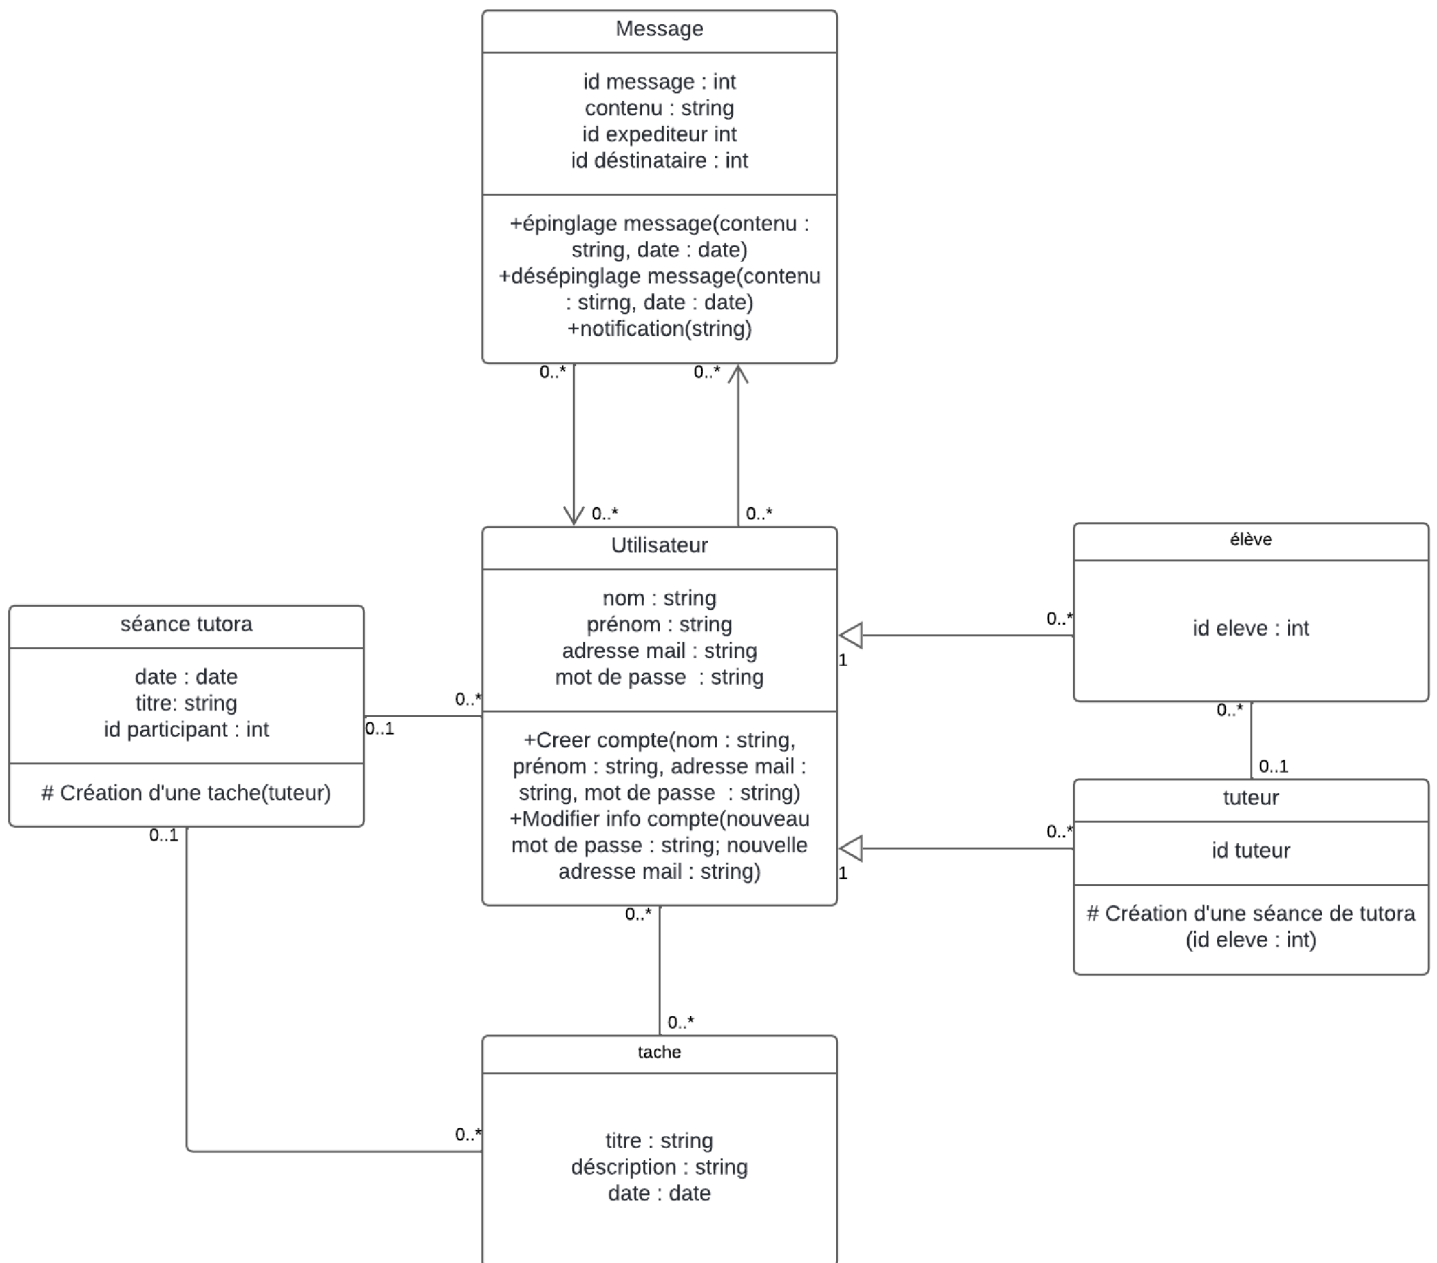 Message
id message : int
contenu : string
id expediteur int
id déstinataire : int
+épinglage message(contenu :
string, date : date)
+désépinglage message(contenu
: stirng, date : date)
+notification(string)
0..*
0..*
0..*
0..*
Utilisateur
nom : string
prénom : string
adresse mail : string
mot de passe  : string
+Creer compte(nom : string,
prénom : string, adresse mail :
string, mot de passe  : string)
+Modifier info compte(nouveau
mot de passe : string; nouvelle
adresse mail : string)
élève
id eleve : int
0..*
1
0..*
0..1
séance tutora
date : date
titre: string
id participant : int
# Création d'une tache(tuteur)
0..*
0..1
0..1
tuteur
id tuteur
# Création d'une séance de tutora
(id eleve : int)
0..*
1
0..*
0..*
tache
titre : string
déscription : string
date : date
0..*